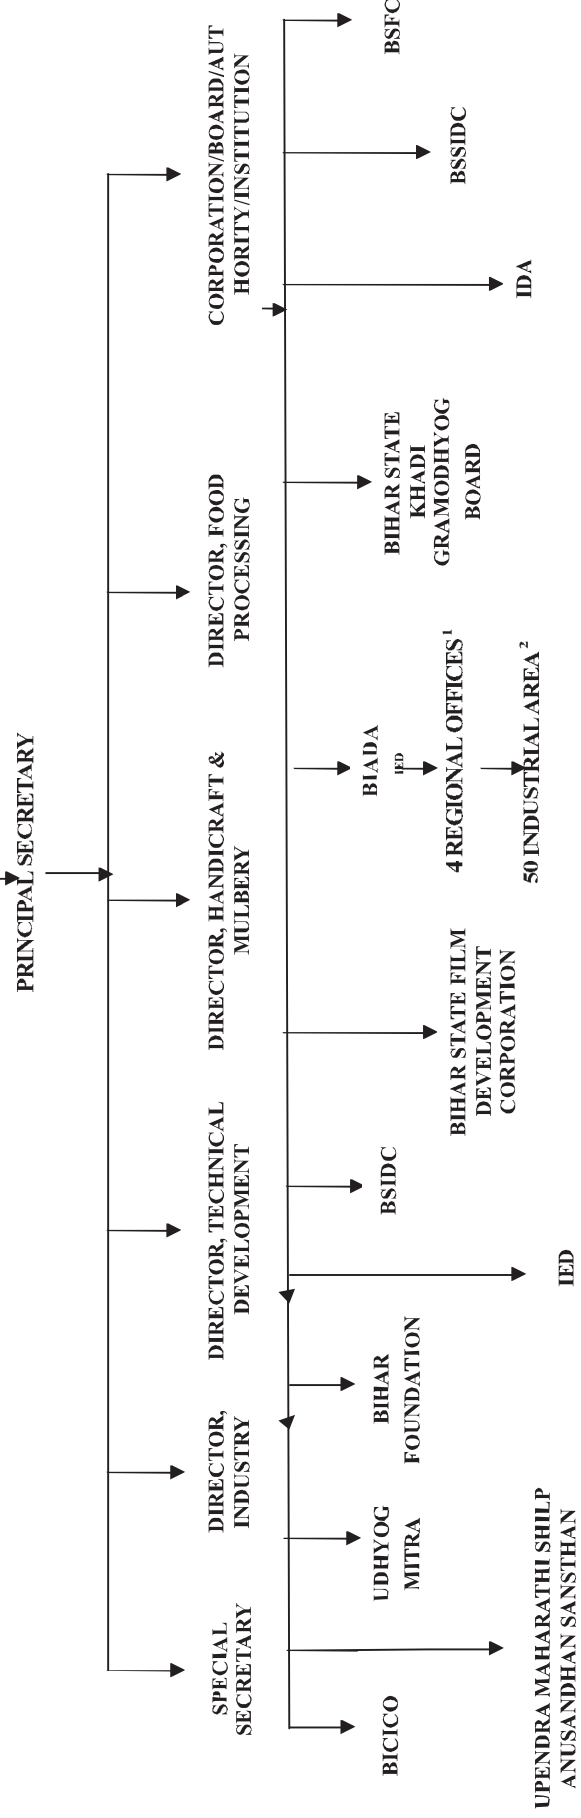 PRINCIPAL SECRETARY
SPECIAL
SECRETARY
DIRECTOR,
INDUSTRY
DIRECTOR, TECHNICAL
DEVELOPMENT
DIRECTOR, HANDICRAFT &
MULBERY
DIRECTOR, FOOD
PROCESSING
CORPORATION/BOARD/AUT
HORITY/INSTITUTION
BICICO
UPENDRA MAHARATHI SHILP
ANUSANDHAN SANSTHAN
UDHYOG
MITRA
BIHAR
FOUNDATION
IED
BSIDC
BIHAR STATE FILM
DEVELOPMENT
CORPORATION
BIADA
IED
4 REGIONAL OFFICES 1
50 INDUSTRIAL AREA 2
BIHAR STATE
KHADI
GRAMODHYOG
BOARD
IDA
BSSIDC
BSFC